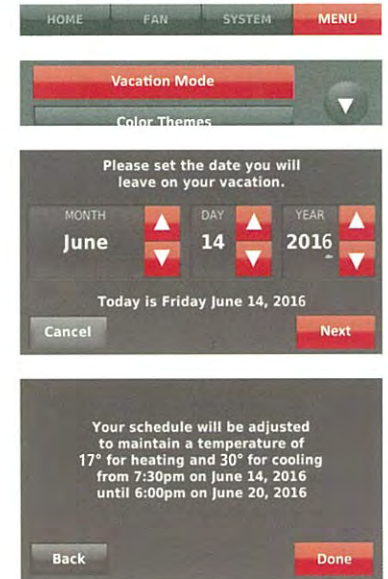 HOME FAN SYSTEM MENU
Vacation Mode
Color Themes
Please set the date you will
leave on your vacation.
MONTH DAY YEAR
June 14 2016
Today is Friday June 14, 2016
Cancel Next
Your schedule will be adjusted
to maintain a temperature of
17° for heating and 30° for cooling
from 7:30pm on June 14, 2016
until 6:00pm on June 20, 2016
Back Done